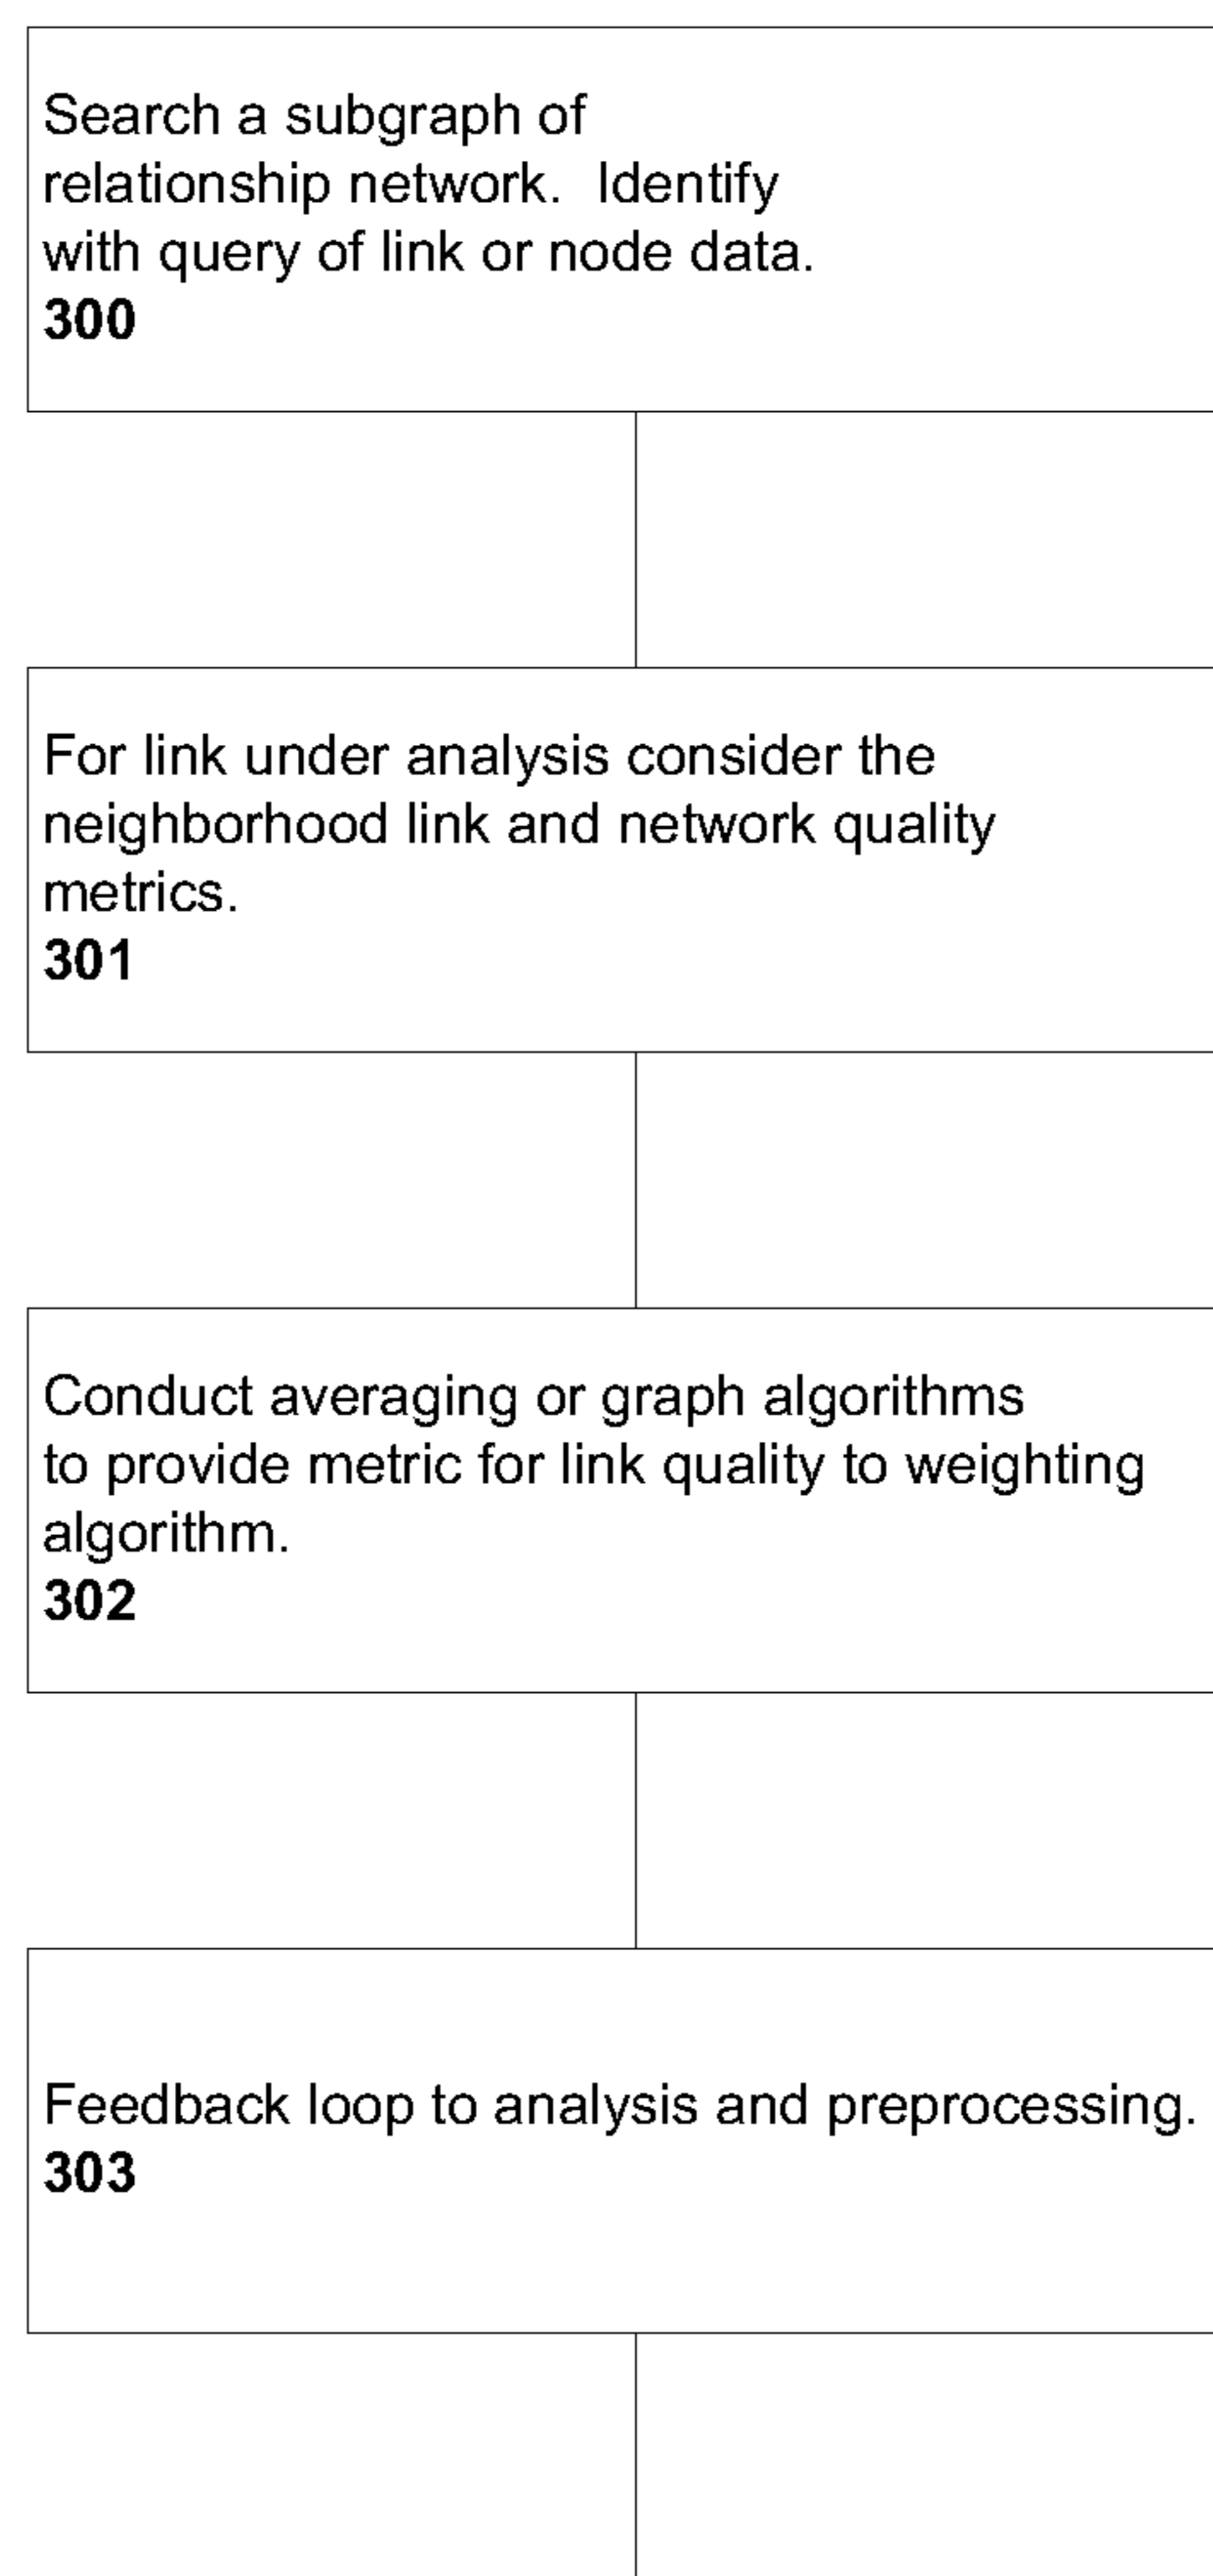 Search a subgraph of
relationship network.  Identify
with query of link or node data.
300
For link under analysis consider the
neighborhood link and network quality
metrics.
301
Conduct averaging or graph algorithms
to provide metric for link quality to weighting
algorithm.
302
Feedback loop to analysis and preprocessing.
303